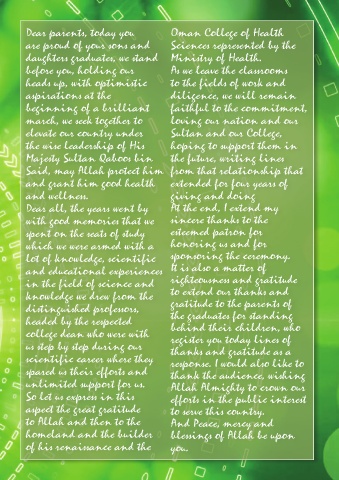 Dear parents, today you
are proud of your sons and
daughters graduates, we stand
before you, holding our
heads up, with optimistic
aspirations at the
beginning of a brilliant
march, we seek together to
elevate our country under
the wise leadership of His
Majesty Sultan Qaboos bin
Said, may Allah protect him
and grant him good health
and wellness.
Dear all, the years went by
with good memories that we
spent on the seats of study
which we were armed with a
lot of knowledge, scientific
and educational experiences
in the field of science and
knowledge we drew from the
distinguished professors,
headed by the respected
college dean who were with
us step by step during our
scientific career where they
spared us their efforts and
unlimited support for us.
So let us express in this
aspect the great gratitude
to Allah and then to the
homeland and the builder
of his renaissance and the
Oman College of Health
Sciences represented by the
Ministry of Health.
As we leave the classrooms
to the fields of work and
diligence, we will remain
faithful to the commitment,
loving our nation and our
Sultan and our College,
hoping to support them in
the future, writing lines
from that relationship that
extended for four years of
giving and doing
At the end, I extend my
sincere thanks to the
esteemed patron for
honoring us and for
sponsoring the ceremony.
It is also a matter of
righteousness and gratitude
to extend our thanks and
gratitude to the parents of
the graduates for standing
behind their children, who
register you today lines of
thanks and gratitude as a
response. I would also like to
thank the audience, wishing
Allah Almighty to crown our
efforts in the public interest
to serve this country.
And Peace, mercy and
blessings of Allah be upon
you.